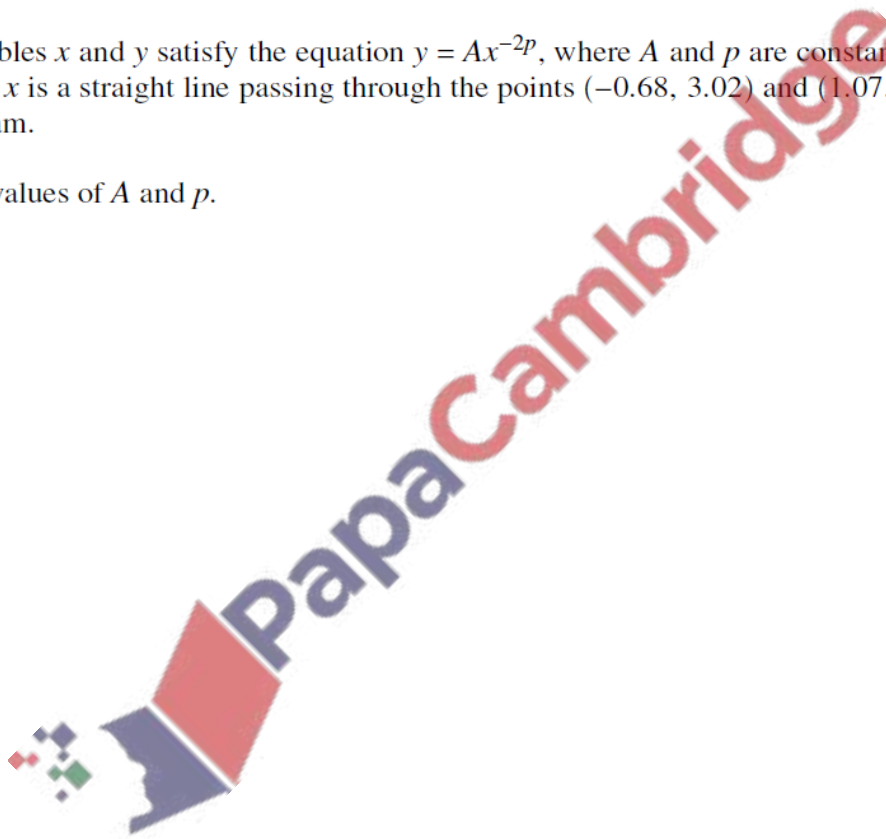 bles x and y satisfy the equation y = Ax⁻²ᵖ, where A and p are constan
x is a straight line passing through the points (−0.68, 3.02) and (1.07
m.
values of A and p.
PapaCambridge